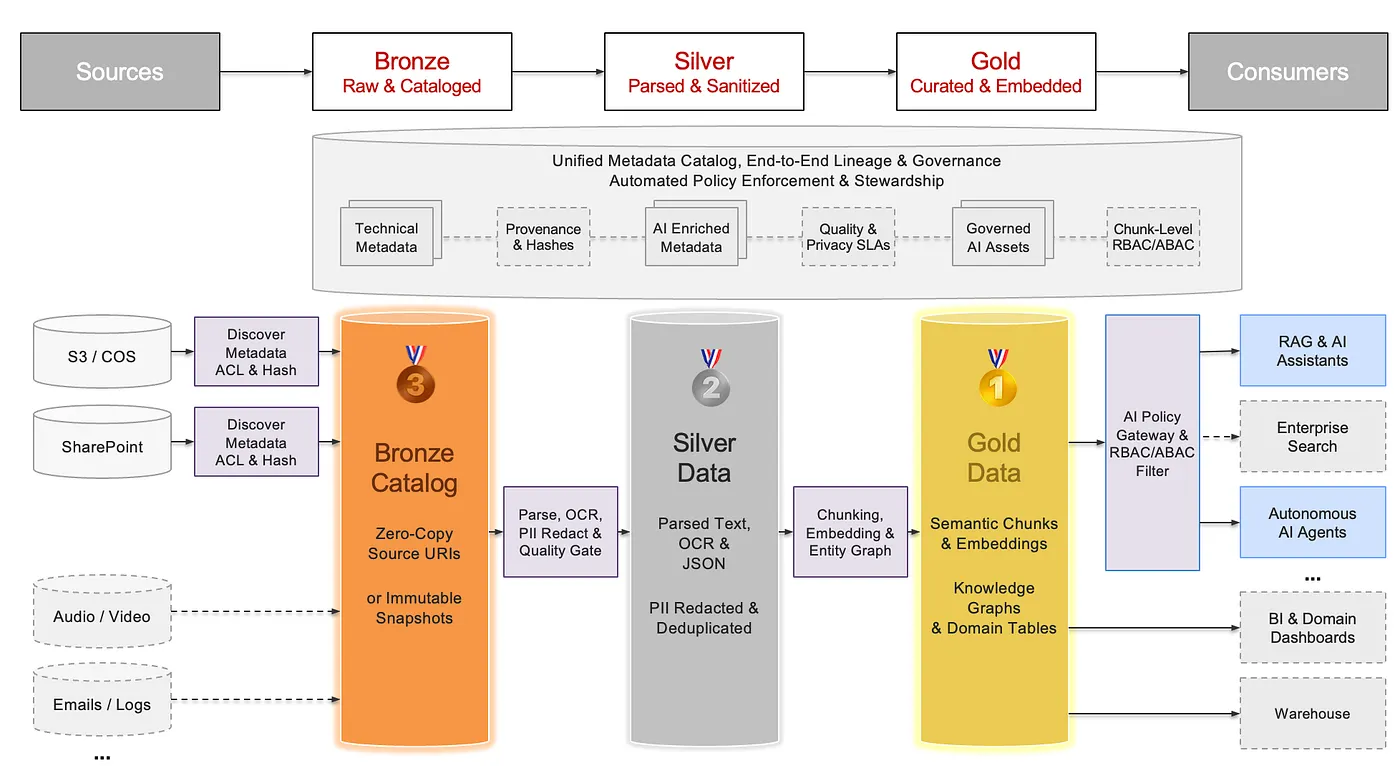 Sources
Bronze
Raw & Cataloged
Silver
Parsed & Sanitized
Gold
Curated & Embedded
Consumers
Unified Metadata Catalog, End-to-End Lineage & Governance
Automated Policy Enforcement & Stewardship
Technical
Metadata
Provenance
& Hashes
AI Enriched
Metadata
Quality &
Privacy SLAs
Governed
AI Assets
Chunk-Level
RBAC/ABAC
S3 / COS
Discover
Metadata
ACL & Hash
SharePoint
Discover
Metadata
ACL & Hash
Audio / Video
Emails / Logs
...
3
Bronze
Catalog
Zero-Copy
Source URIs
or Immutable
Snapshots
Parse, OCR,
PII Redact &
Quality Gate
2
Silver
Data
Parsed Text,
OCR &
JSON
PII Redacted &
Deduplicated
Chunking,
Embedding &
Entity Graph
1
Gold
Data
Semantic Chunks
& Embeddings
Knowledge
Graphs
& Domain Tables
AI Policy
Gateway &
RBAC/ABAC
Filter
RAG & AI
Assistants
Enterprise
Search
Autonomous
AI Agents
...
BI & Domain
Dashboards
Warehouse